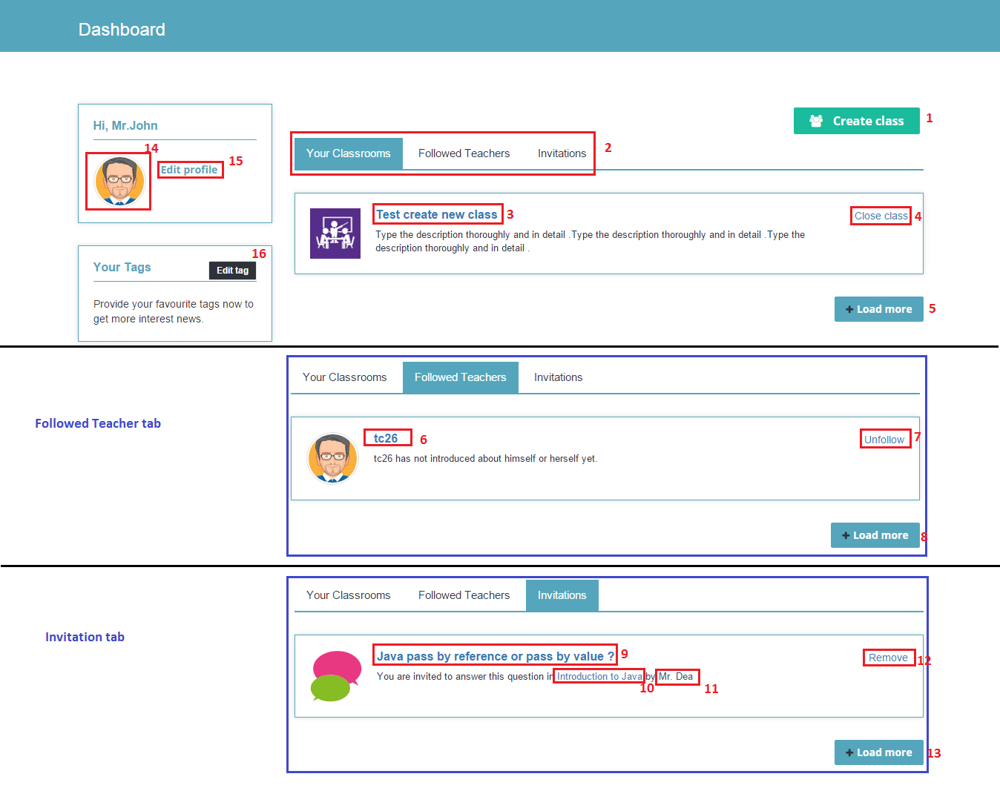 Dashboard
Hi, Mr.John
14
Edit profile
15
16
Your Tags
Edit tag
Provide your favourite tags now to
get more interest news.
Create class
1
Your Classrooms Followed Teachers Invitations
2
Test create new class
3
Close class
4
Type the description thoroughly and in detail .Type the description thoroughly and in detail .Type the
description thoroughly and in detail .
+ Load more
5
Followed Teacher tab
Your Classrooms Followed Teachers Invitations
tc26
6
Unfollow
7
tc26 has not introduced about himself or herself yet.
+ Load more
8
Invitation tab
Your Classrooms Followed Teachers Invitations
Java pass by reference or pass by value ?
9
Remove
12
You are invited to answer this question in Introduction to Java by Mr. Dea
10
11
+ Load more
13